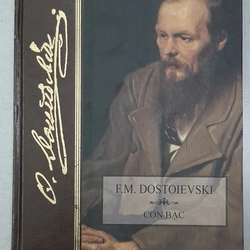 F.M. DOSTOIEVSKI
CON BẠC